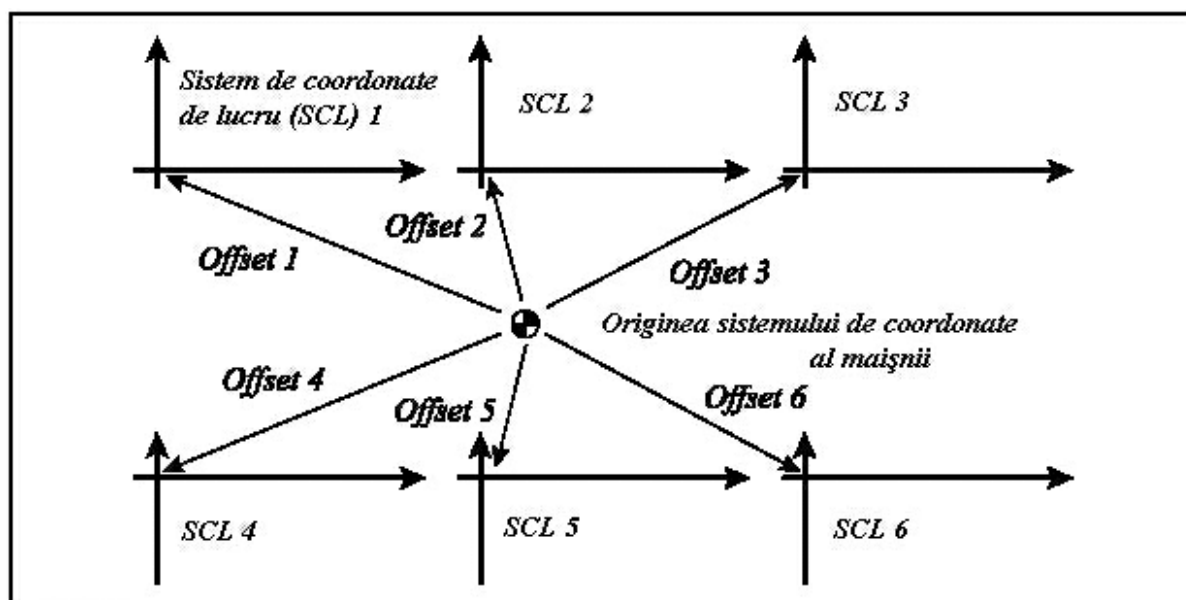 Sistem de coordonate
de lucru (SCL) 1
SCL 2
SCL 3
Offset 1
Offset 2
Offset 3
Originea sistemului de coordonate
al maişnii
Offset 4
Offset 5
Offset 6
SCL 4
SCL 5
SCL 6